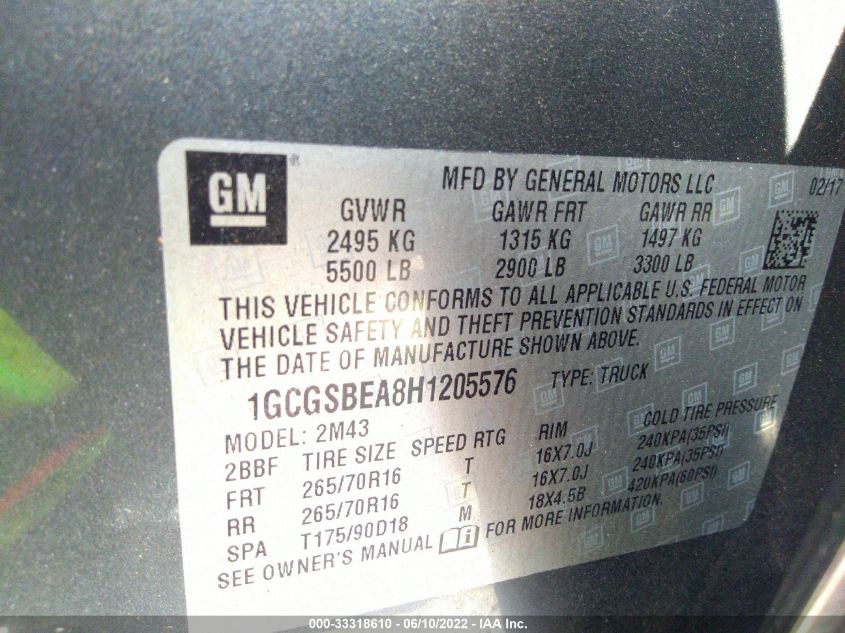 GM ®
MFD BY GENERAL MOTORS LLC 02/17
GVWR GAWR FRT GAWR RR
2495 KG 1315 KG 1497 KG
5500 LB 2900 LB 3300 LB
THIS VEHICLE CONFORMS TO ALL APPLICABLE U.S. FEDERAL MOTOR
VEHICLE SAFETY AND THEFT PREVENTION STANDARDS IN EFFECT ON
THE DATE OF MANUFACTURE SHOWN ABOVE.
1GCGSBEA8H1205576 TYPE: TRUCK
MODEL: 2M43
2BBF TIRE SIZE SPEED RTG RIM COLD TIRE PRESSURE
FRT 265/70R16 T 16X7.0J 240KPA(35PSI)
RR 265/70R16 T 16X7.0J 240KPA(35PSI)
SPA T175/90D18 M 18X4.5B 420KPA(60PSI)
SEE OWNER'S MANUAL FOR MORE INFORMATION.
000-33318610 - 06/10/2022 - IAA Inc.